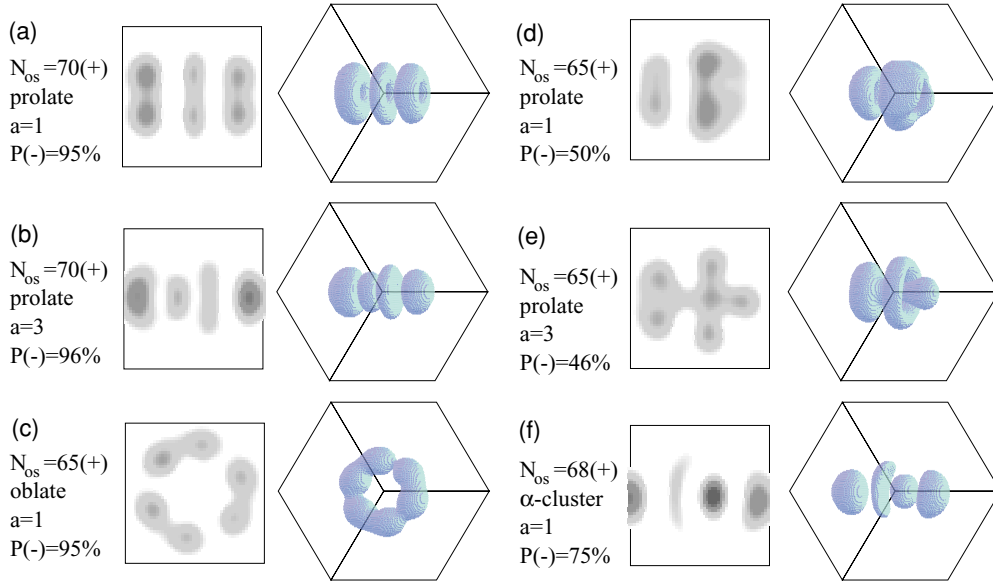 (a)
N_os =70(+)
prolate
a=1
P(-)=95%
(b)
N_os =70(+)
prolate
a=3
P(-)=96%
(c)
N_os =65(+)
oblate
a=1
P(-)=95%
(d)
N_os =65(+)
prolate
a=1
P(-)=50%
(e)
N_os =65(+)
prolate
a=3
P(-)=46%
(f)
N_os =68(+)
α-cluster
a=1
P(-)=75%